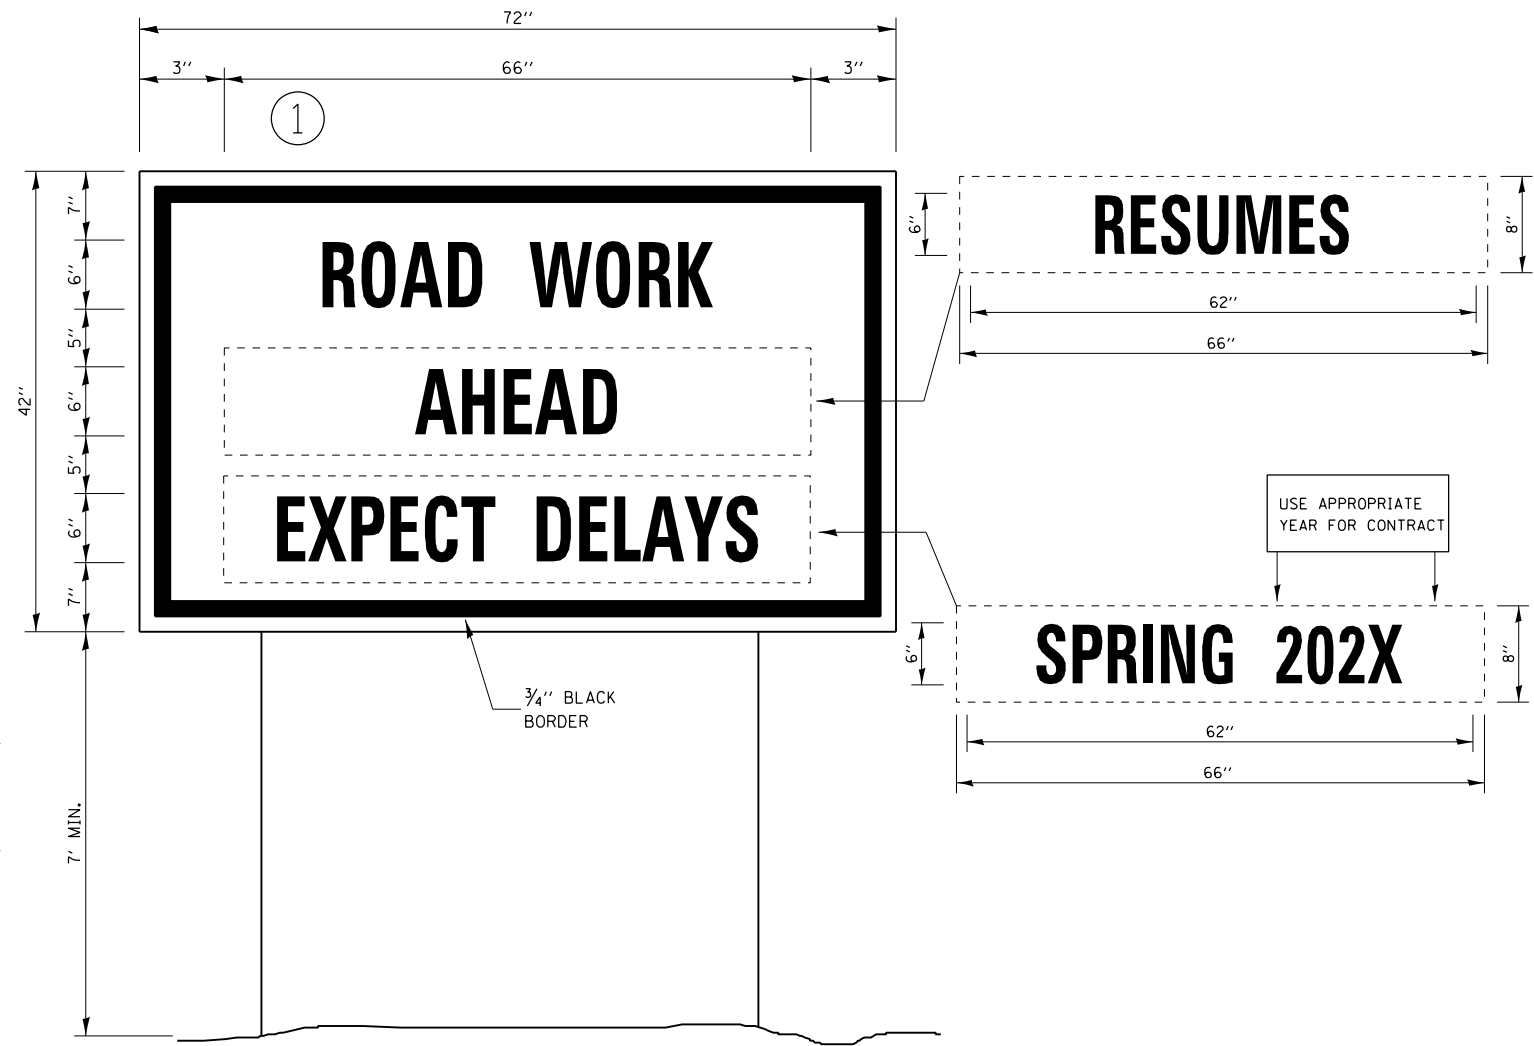 72''
3'' 66'' 3''
1
ROAD WORK
AHEAD
EXPECT DELAYS
42''
7''
6''
5''
6''
5''
6''
7''
7' MIN.
3/4'' BLACK
BORDER
RESUMES
6''
8''
62''
66''
USE APPROPRIATE
YEAR FOR CONTRACT
SPRING 202X
6''
8''
62''
66''